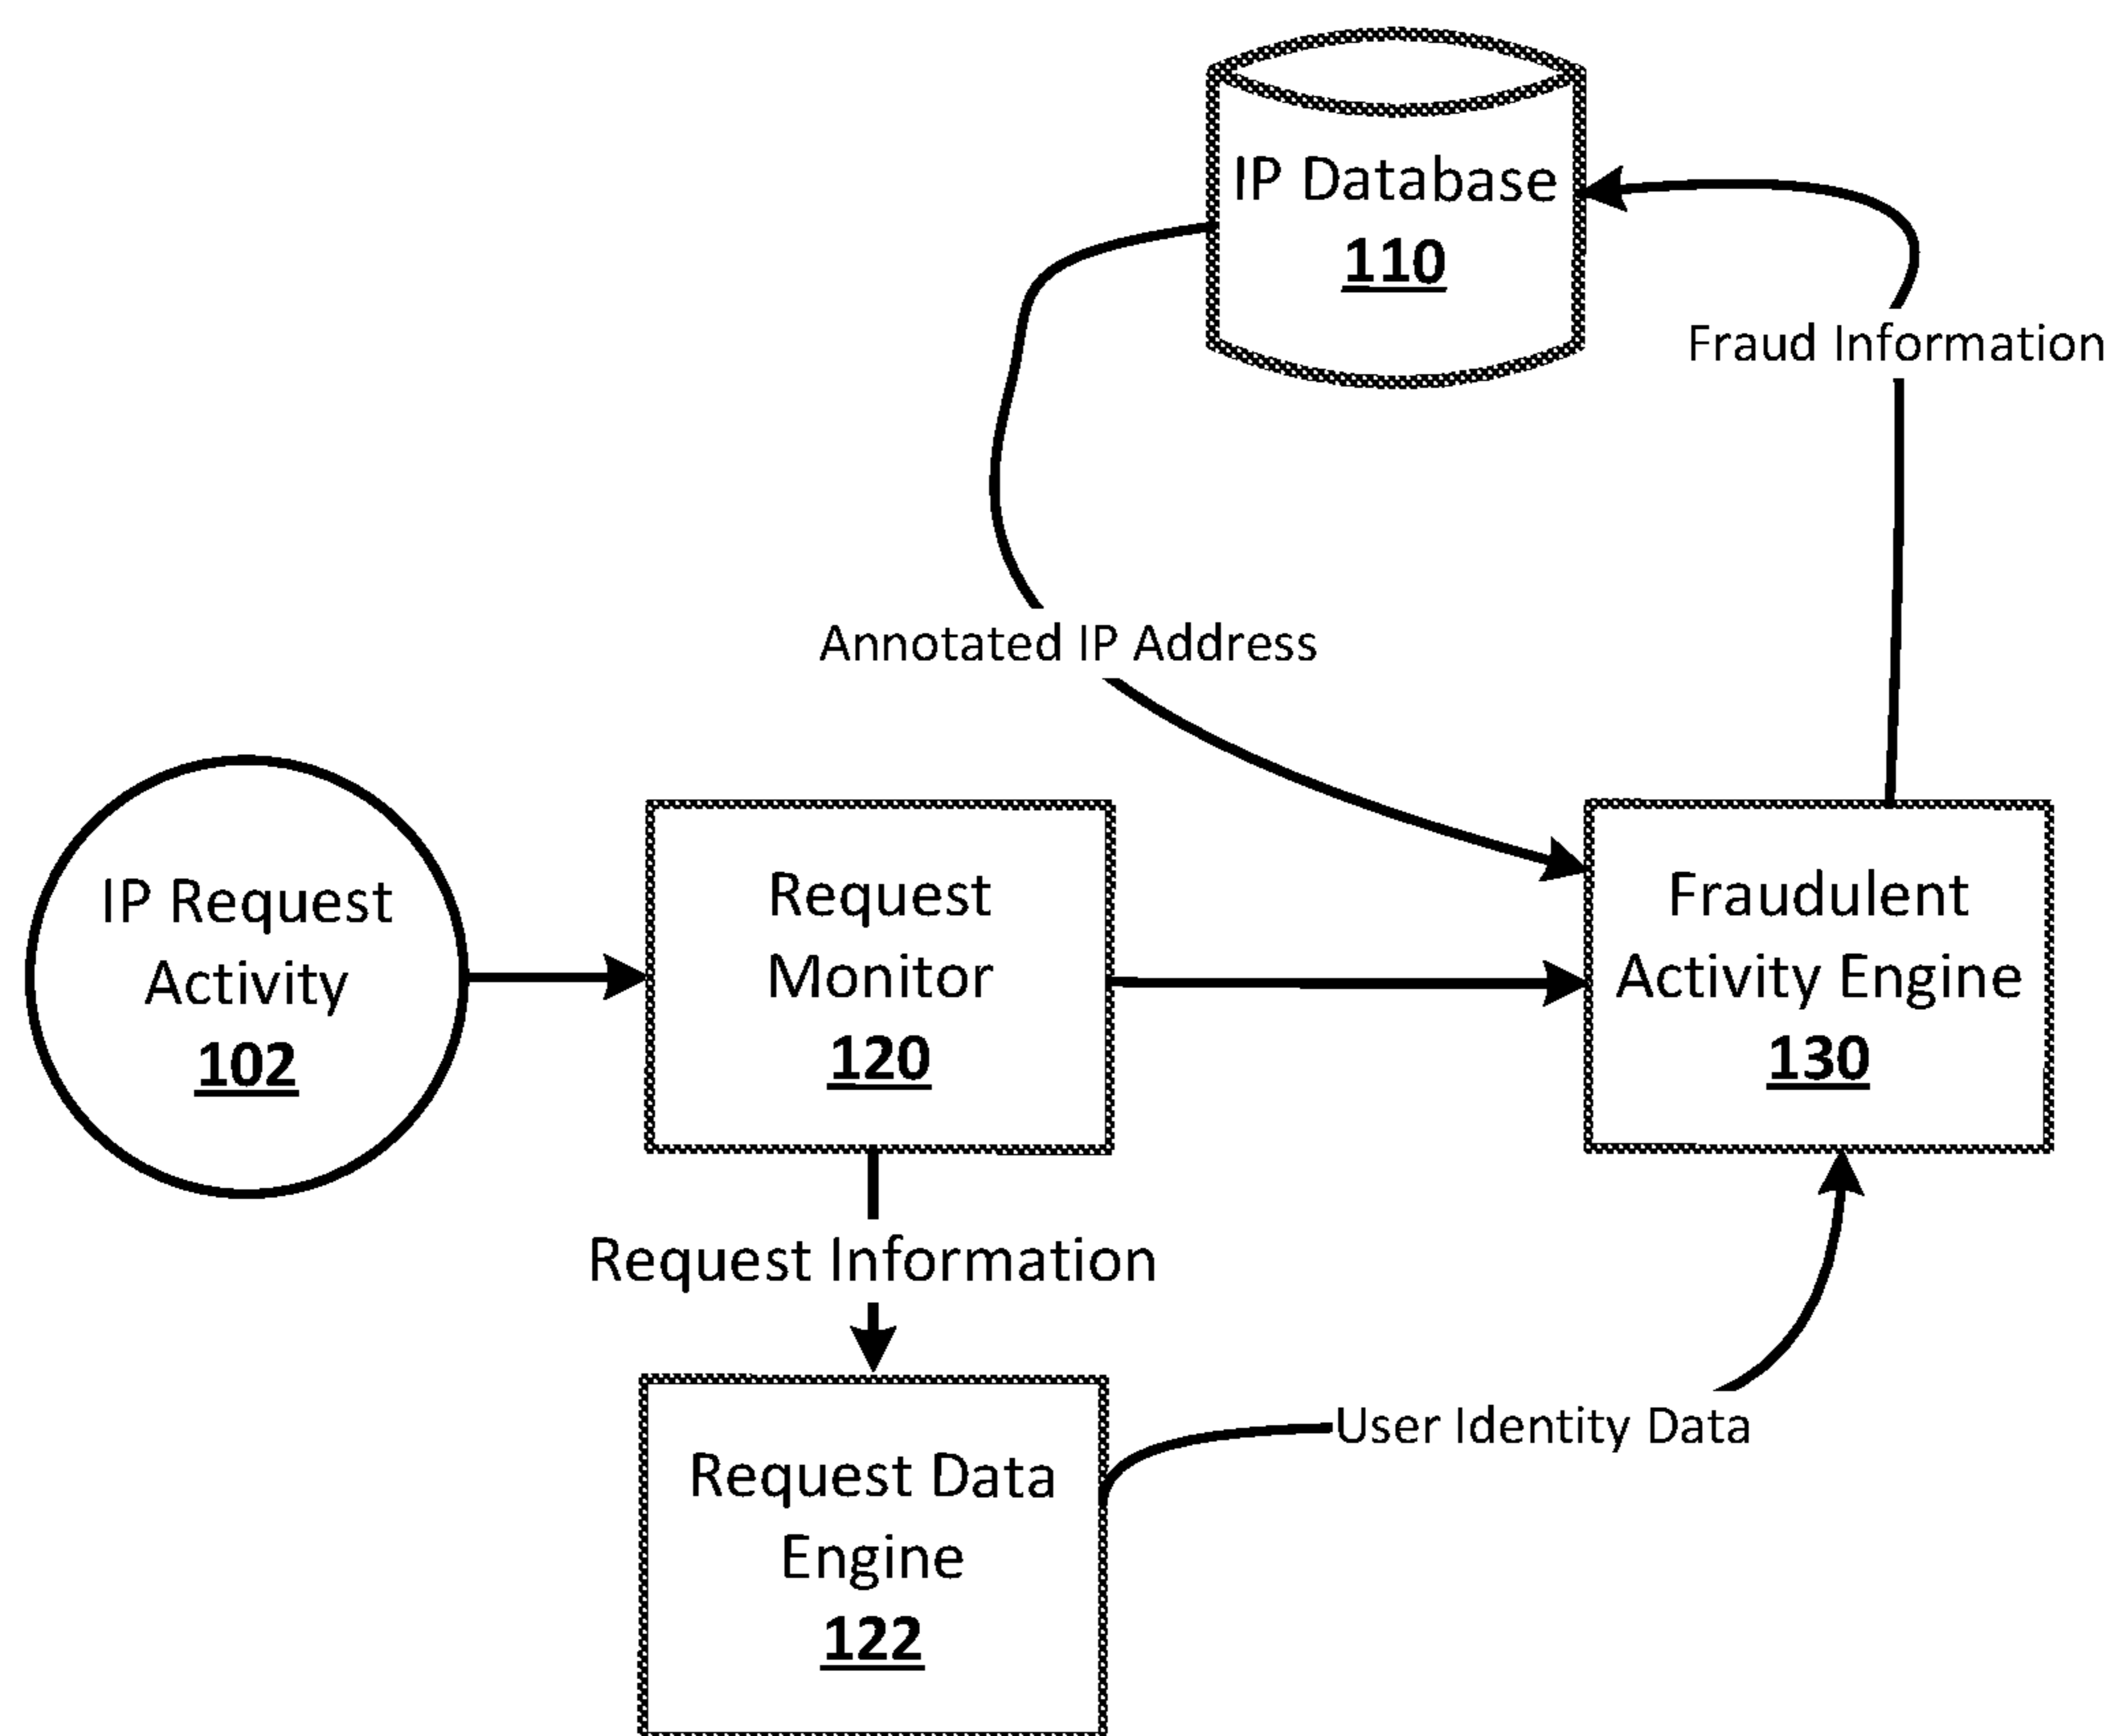 IP Database
110
Fraud Information
Annotated IP Address
IP Request
Activity
102
Request
Monitor
120
Fraudulent
Activity Engine
130
Request Information
User Identity Data
Request Data
Engine
122